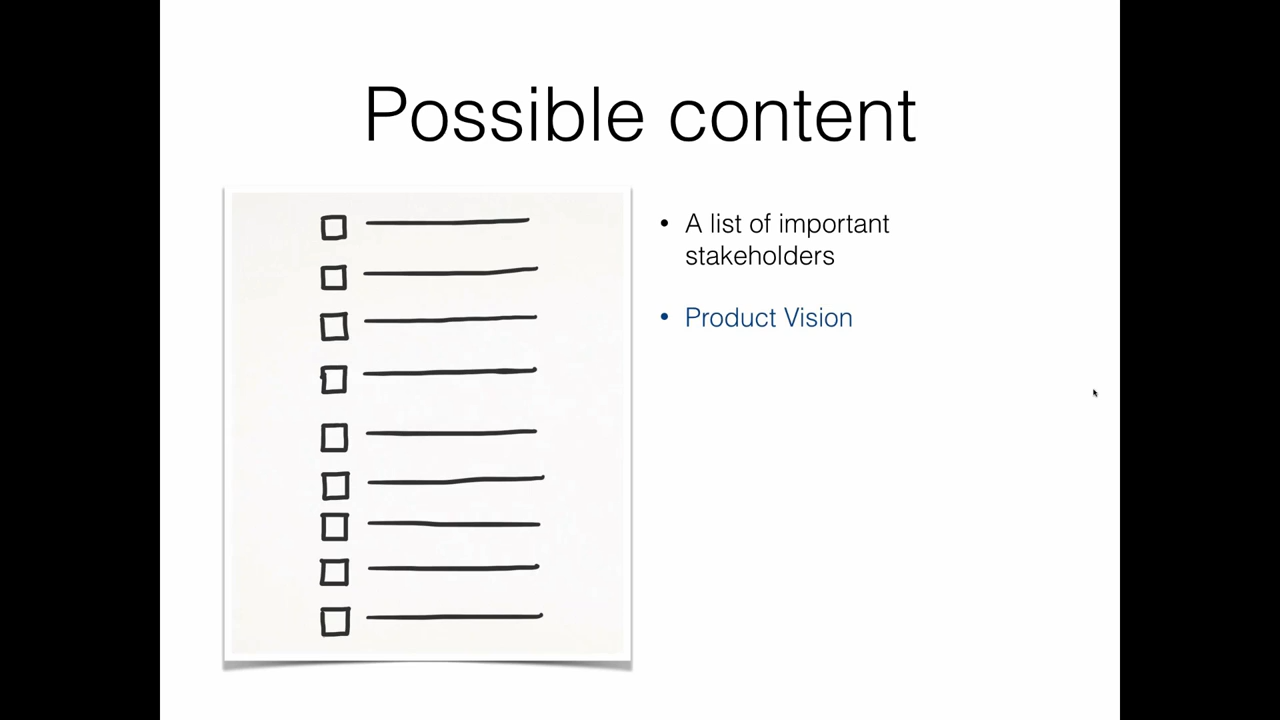 Possible content
• A list of important
stakeholders
• Product Vision